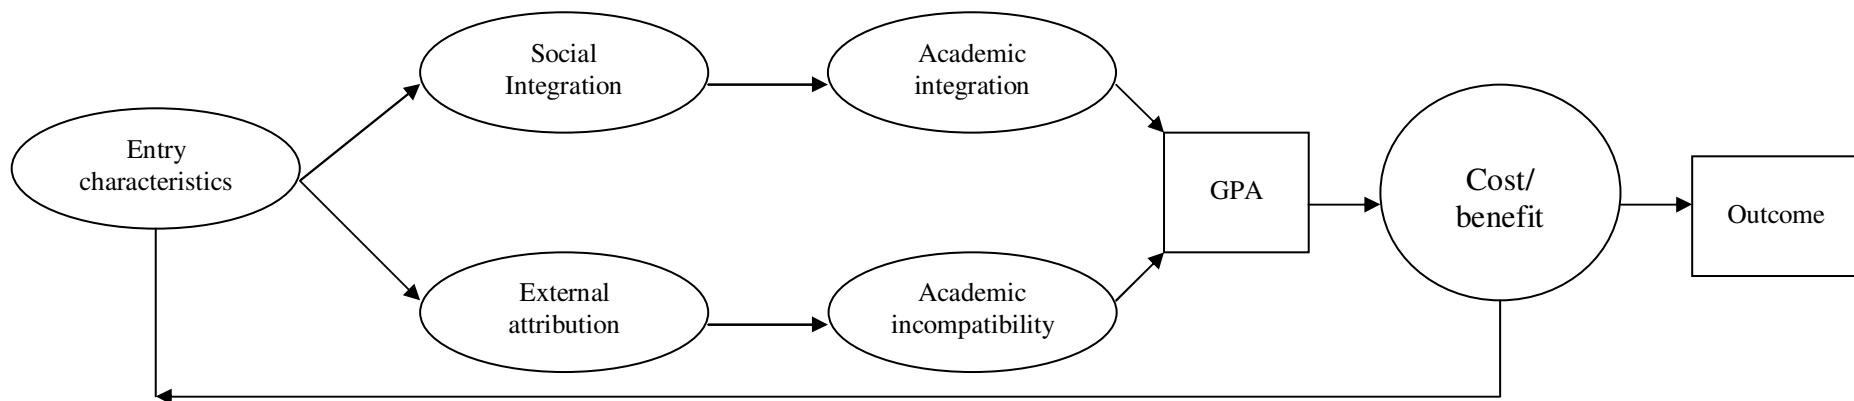 Entry
characteristics
Social
Integration
Academic
integration
External
attribution
Academic
incompatibility
GPA
Cost/
benefit
Outcome